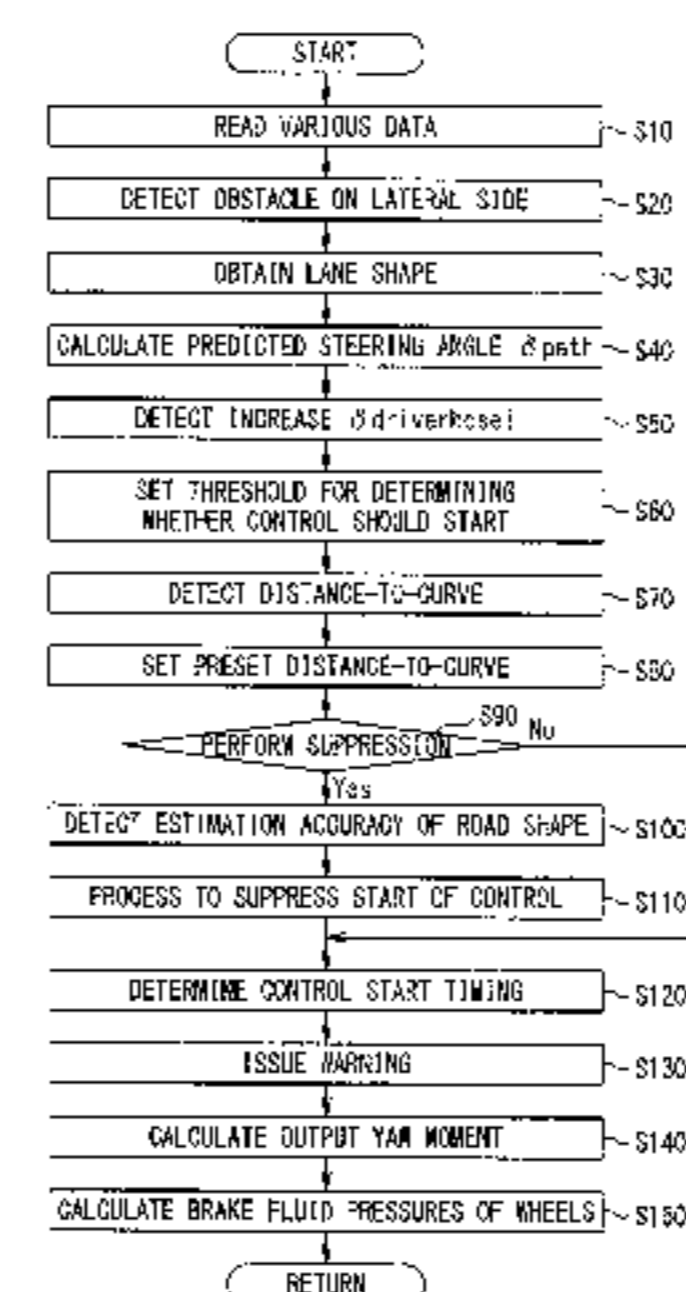 START
READ VARIOUS DATA
S10
DETECT OBSTACLE ON LATERAL SIDE
S20
OBTAIN LANE SHAPE
S30
CALCULATE PREDICTED STEERING ANGLE δpath
S40
DETECT INCREASE
S50
SET THRESHOLD FOR DETERMINING
WHETHER CONTROL SHOULD START
S60
DETECT DISTANCE-TO-CURVE
S70
SET PRESET DISTANCE-TO-CURVE
S80
S90
No
PERFORM SUPPRESSION
Yes
DETECT ESTIMATION ACCURACY OF ROAD SHAPE
S100
PROCESS TO SUPPRESS START OF CONTROL
S110
DETERMINE CONTROL START TIMING
S120
ISSUE WARNING
S130
CALCULATE OUTPUT YAW MOMENT
S140
CALCULATE BRAKE FLUID PRESSURES OF WHEELS
S150
RETURN